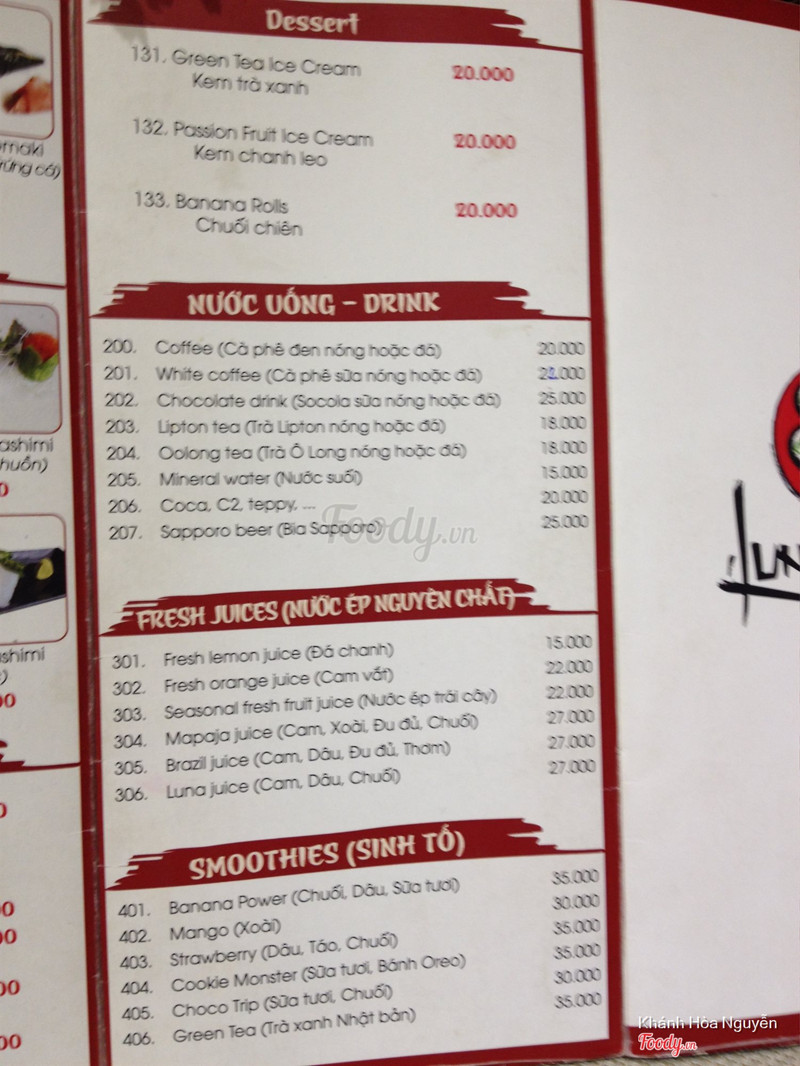 Dessert
131. Green Tea Ice Cream 20.000
Kem trà xanh
132. Passion Fruit Ice Cream 20.000
Kem chanh leo
133. Banana Rolls 20.000
Chuối chiên
NƯỚC UỐNG - DRINK
200. Coffee (Cà phê đen nóng hoặc đá) 20.000
201. White coffee (Cà phê sữa nóng hoặc đá) 22.000
202. Chocolate drink (Socola sữa nóng hoặc đá) 25.000
203. Lipton tea (Trà Lipton nóng hoặc đá) 18.000
204. Oolong tea (Trà Ô Long nóng hoặc đá) 18.000
205. Mineral water (Nước suối) 15.000
206. Coca, C2, teppy, ... 20.000
207. Sapporo beer (Bia Sapporo) 25.000
Foody.vn
FRESH JUICES (NƯỚC ÉP NGUYÊN CHẤT)
301. Fresh lemon juice (Đá chanh) 15.000
302. Fresh orange juice (Cam vắt) 22.000
303. Seasonal fresh fruit juice (Nước ép trái cây) 22.000
304. Mapaja juice (Cam, Xoài, Đu đủ, Chuối) 27.000
305. Brazil juice (Cam, Dâu, Đu đủ, Thơm) 27.000
306. Luna juice (Cam, Dâu, Chuối) 27.000
SMOOTHIES (SINH TỐ)
401. Banana Power (Chuối, Dâu, Sữa tươi) 35.000
402. Mango (Xoài) 30.000
403. Strawberry (Dâu, Táo, Chuối) 35.000
404. Cookie Monster (Sữa tươi, Bánh Oreo) 35.000
405. Choco Trip (Sữa tươi, Chuối) 30.000
406. Green Tea (Trà xanh Nhật bản) 35.000
Khánh Hòa Nguyễn
Foody.vn